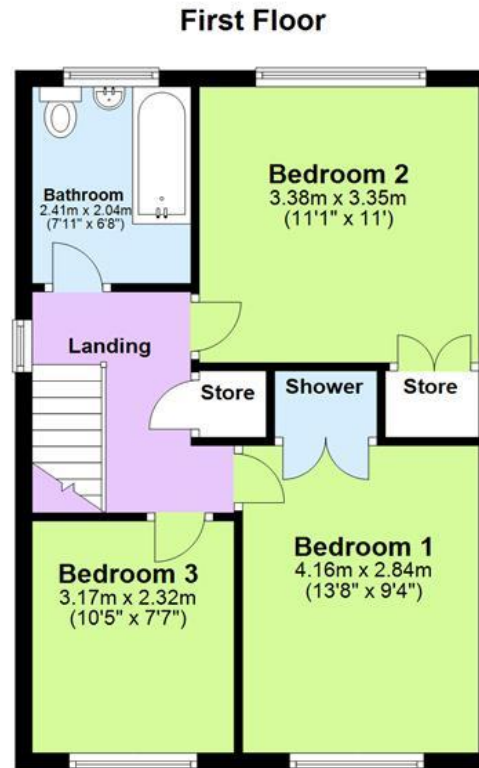 First Floor
Bathroom
2.41m x 2.04m
(7'11" x 6'8")
Bedroom 2
3.38m x 3.35m
(11'1" x 11')
Landing
Store
Shower
Store
Bedroom 3
3.17m x 2.32m
(10'5" x 7'7")
Bedroom 1
4.16m x 2.84m
(13'8" x 9'4")